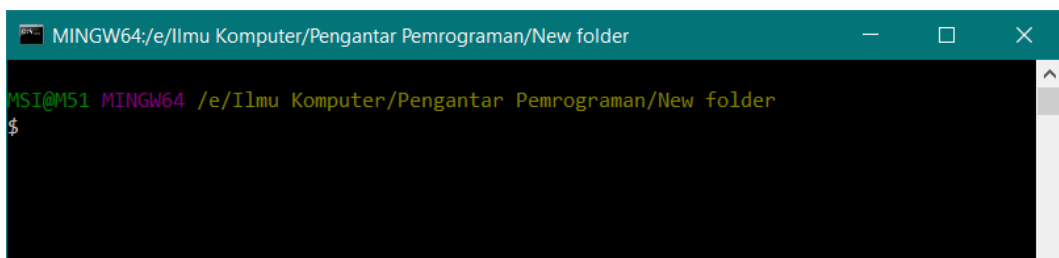 MINGW64:/e/Ilmu Komputer/Pengantar Pemrograman/New folder
MSI@M51 MINGW64 /e/Ilmu Komputer/Pengantar Pemrograman/New folder
$